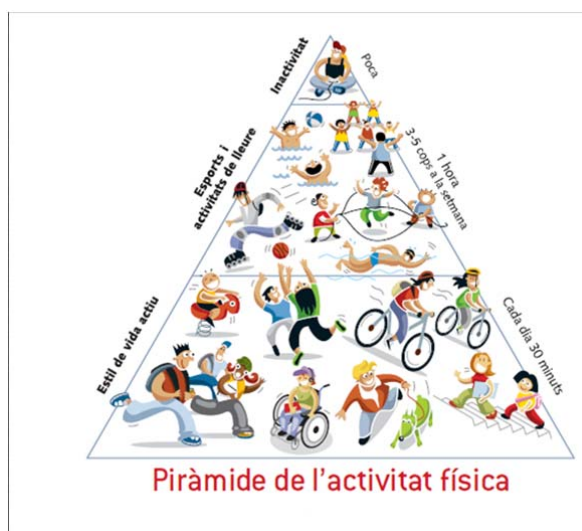 Inactivitat
Poca
Esports i
activitats de lleure
1 hora
3-5 cops a la setmana
Estil de vida actiu
Cada dia 30 minuts
Piràmide de l'activitat física